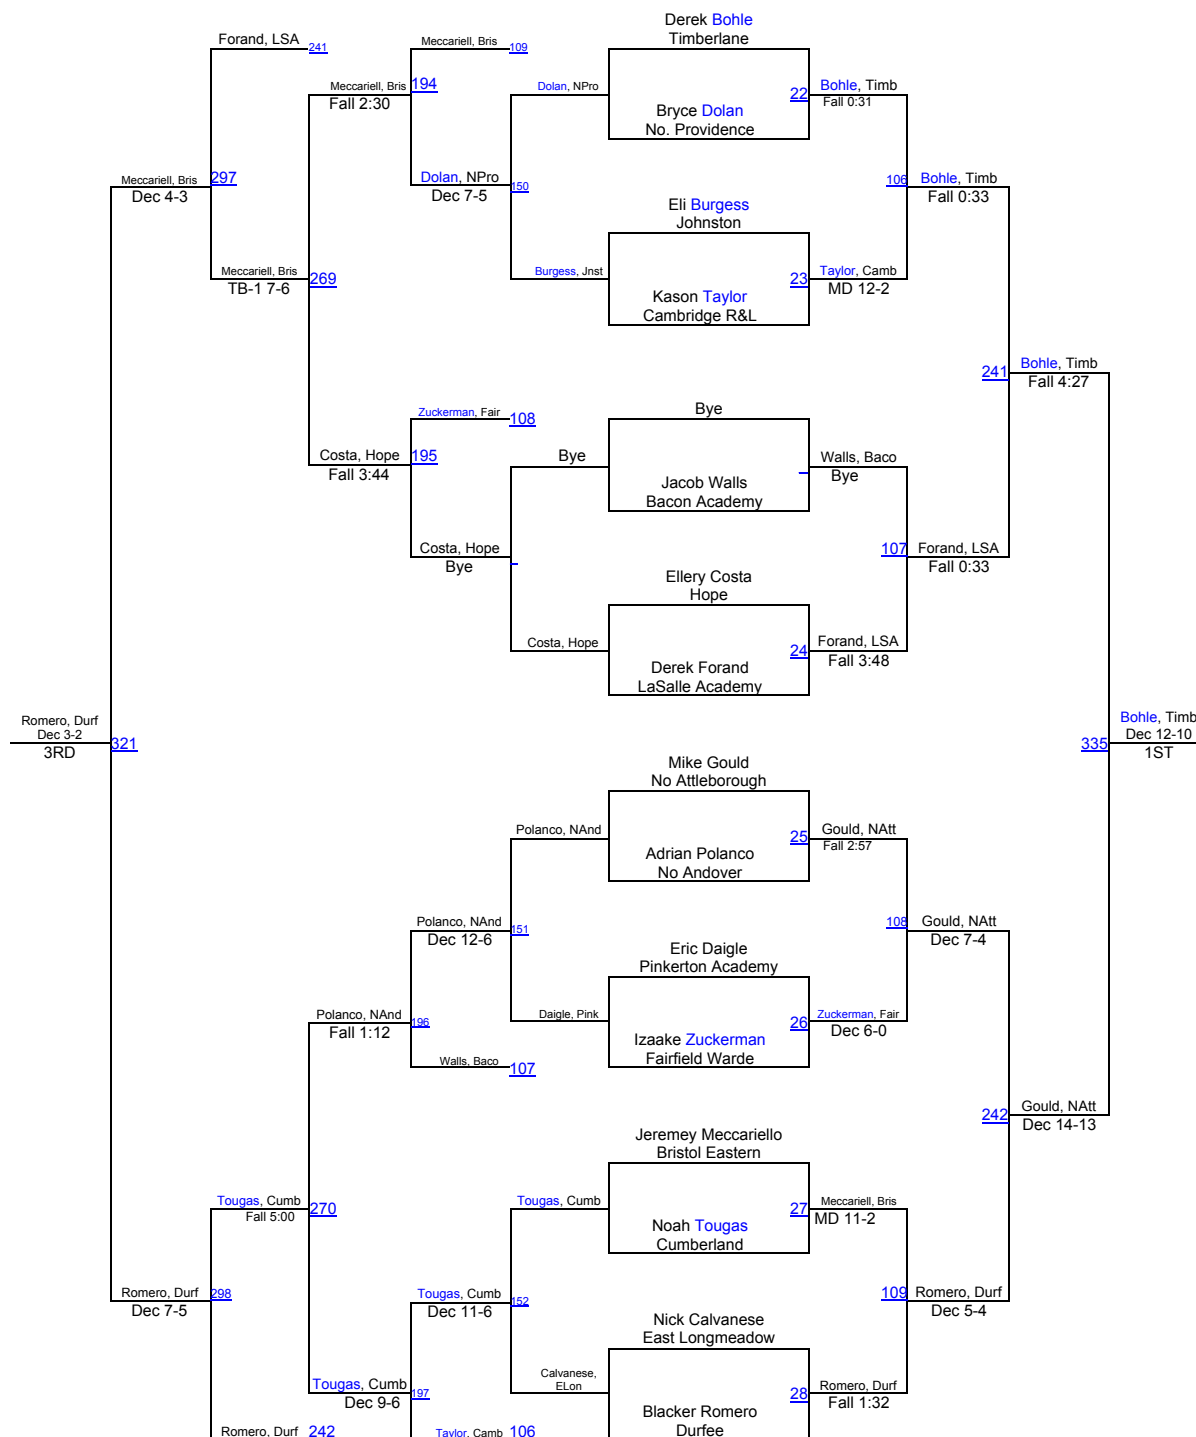 Derek Bohle
Timberlane
Forand, LSA 241
Meccariell, Bris 109
Meccariell, Bris 194
Fall 2:30
Dolan, NPro
22 Bohle, Timb
Fall 0:31
Bryce Dolan
No. Providence
Meccariell, Bris 297
Dec 4-3
Dolan, NPro 150
Dec 7-5
106 Bohle, Timb
Fall 0:33
Eli Burgess
Johnston
Meccariell, Bris 269
TB-1 7-6
Burgess, Jnst
23 Taylor, Camb
MD 12-2
Kason Taylor
Cambridge R&L
241 Bohle, Timb
Fall 4:27
Zuckerman, Fair 108
Bye
Costa, Hope 195
Fall 3:44
Bye
Walls, Baco
Bye
Jacob Walls
Bacon Academy
Costa, Hope
Bye
107 Forand, LSA
Fall 0:33
Ellery Costa
Hope
Costa, Hope
24 Forand, LSA
Fall 3:48
Derek Forand
LaSalle Academy
Romero, Durf
Dec 3-2
3RD
321
335
Bohle, Timb
Dec 12-10
1ST
Mike Gould
No Attleborough
Polanco, NAnd
25 Gould, NAtt
Fall 2:57
Adrian Polanco
No Andover
Polanco, NAnd 151
Dec 12-6
108 Gould, NAtt
Dec 7-4
Eric Daigle
Pinkerton Academy
Polanco, NAnd 196
Fall 1:12
Daigle, Pink
26 Zuckerman, Fair
Dec 6-0
Izaake Zuckerman
Fairfield Warde
Walls, Baco 107
242 Gould, NAtt
Dec 14-13
Jeremey Meccariello
Bristol Eastern
Tougas, Cumb 270
Fall 5:00
Tougas, Cumb
27 Meccariell, Bris
MD 11-2
Noah Tougas
Cumberland
Romero, Durf 298
Dec 7-5
Tougas, Cumb 152
Dec 11-6
109 Romero, Durf
Dec 5-4
Nick Calvanese
East Longmeadow
Tougas, Cumb 197
Dec 9-6
Calvanese,
ELon
28 Romero, Durf
Fall 1:32
Blacker Romero
Durfee
Romero, Durf 242
Taylor, Camb 106